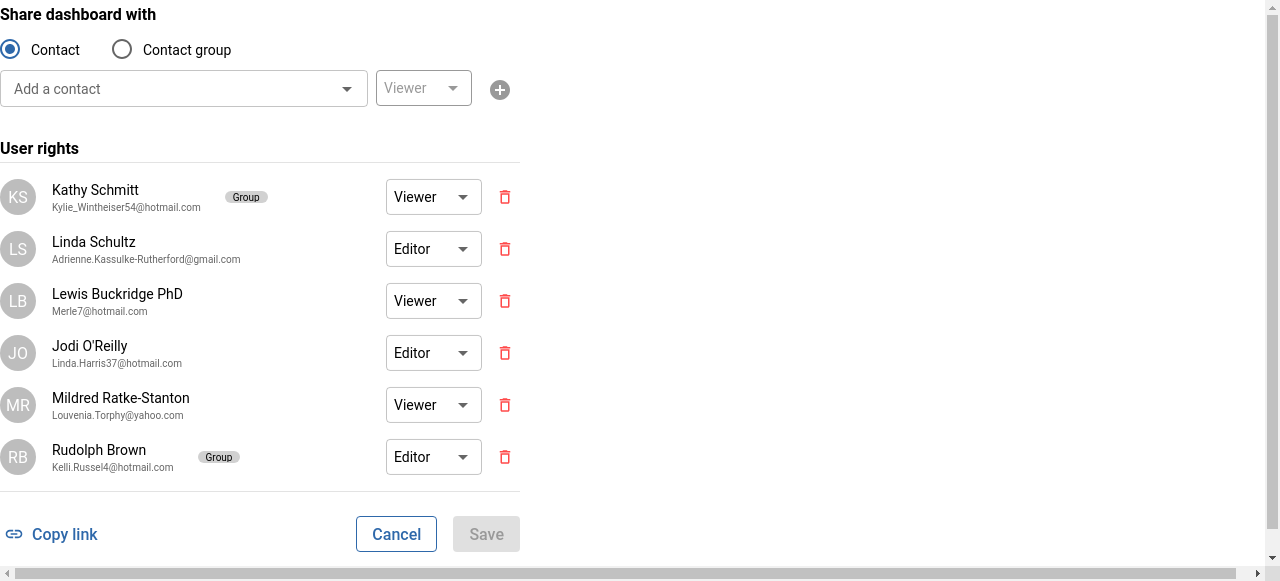 Share dashboard with
Contact
Contact group
Add a contact
Viewer
User rights
KS
Kathy Schmitt
Kylie_Wintheiser54@hotmail.com
Group
Viewer
LS
Linda Schultz
Adrienne.Kassulke-Rutherford@gmail.com
Editor
LB
Lewis Buckridge PhD
Merle7@hotmail.com
Viewer
JO
Jodi O'Reilly
Linda.Harris37@hotmail.com
Editor
MR
Mildred Ratke-Stanton
Louvenia.Torphy@yahoo.com
Viewer
RB
Rudolph Brown
Kelli.Russel4@hotmail.com
Group
Editor
Copy link
Cancel
Save